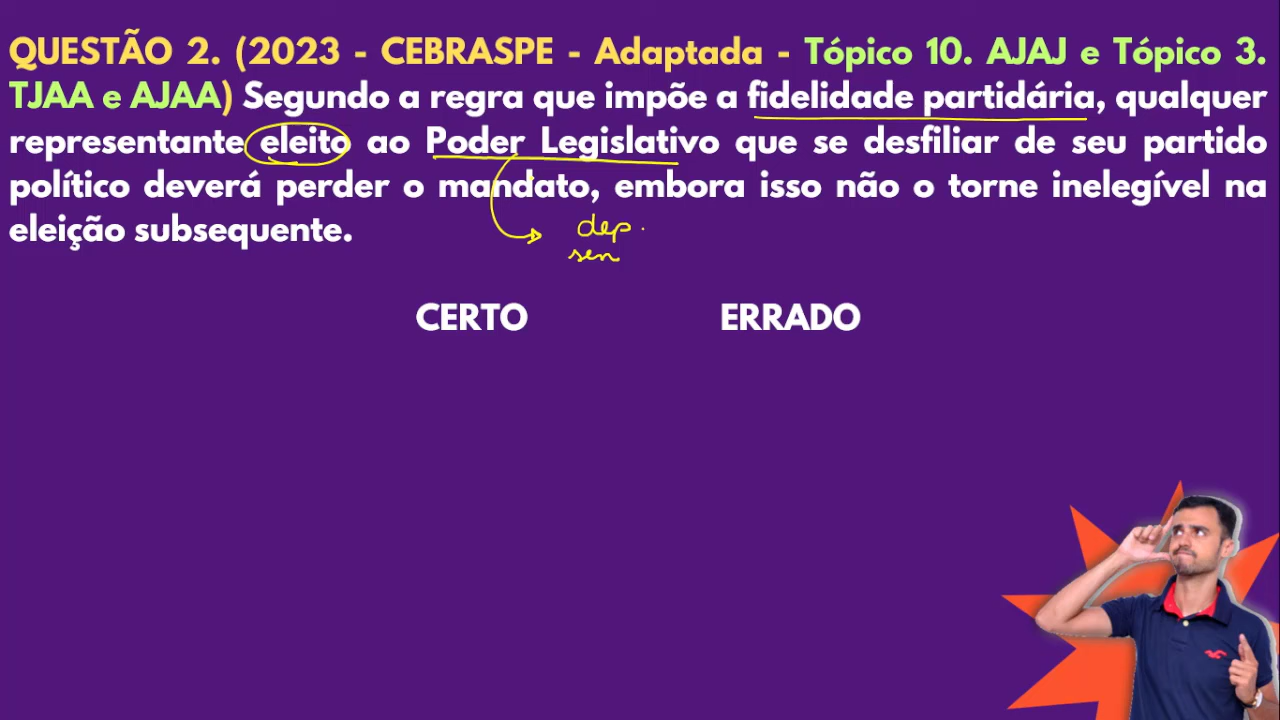 QUESTÃO 2. (2023 - CEBRASPE - Adaptada - Tópico 10. AJAJ e Tópico 3.
TJAA e AJAA) Segundo a regra que impõe a fidelidade partidária, qualquer
representante eleito ao Poder Legislativo que se desfiliar de seu partido
político deverá perder o mandato, embora isso não o torne inelegível na
eleição subsequente.
dep.
sen
CERTO ERRADO